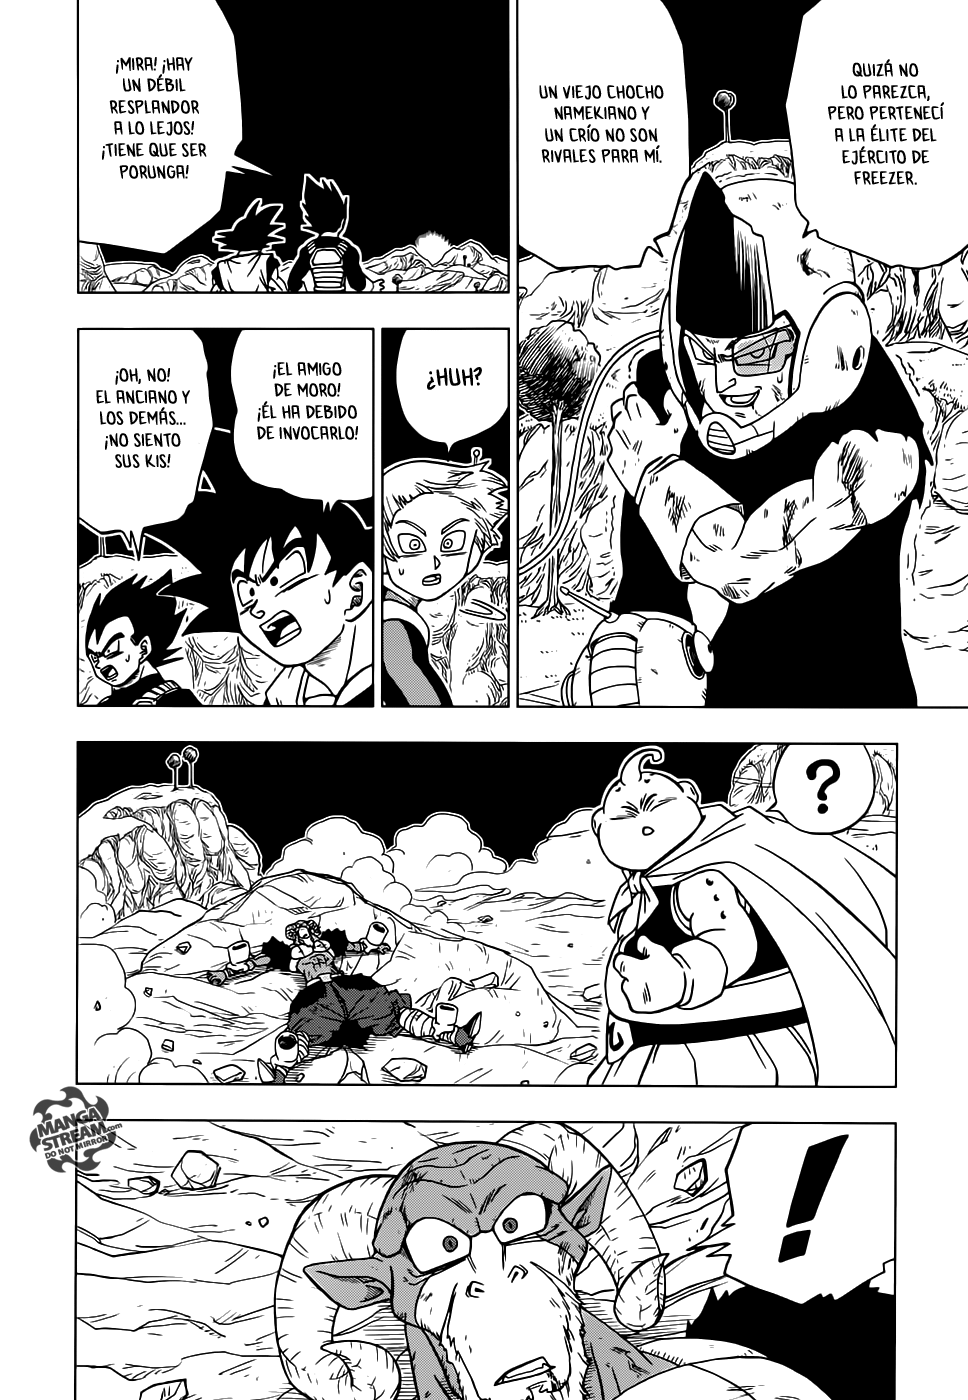 QUIZÁ NO
LO PAREZCA,
PERO PERTENECÍ
A LA ÉLITE DEL
EJÉRCITO DE
FREEZER.
UN VIEJO CHOCHO
NAMEKIANO Y
UN CRÍO NO SON
RIVALES PARA MÍ.
¡MIRA! ¡HAY
UN DÉBIL
RESPLANDOR
A LO LEJOS!
¡TIENE QUE SER
PORUNGA!
¿HUH?
¡EL AMIGO
DE MORO!
¡ÉL HA DEBIDO
DE INVOCARLO!
¡OH, NO!
EL ANCIANO Y
LOS DEMÁS...
¡NO SIENTO
SUS KIS!
?
!
MANGA
STREAM.com
DO NOT MIRROR